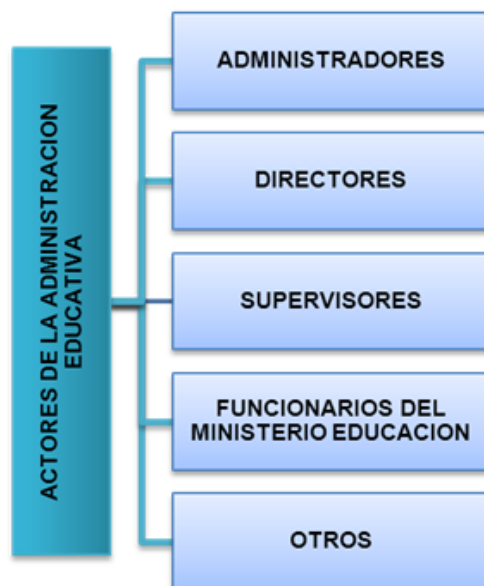 ACTORES DE LA ADMINISTRACION
EDUCATIVA
ADMINISTRADORES
DIRECTORES
SUPERVISORES
FUNCIONARIOS DEL
MINISTERIO EDUCACION
OTROS